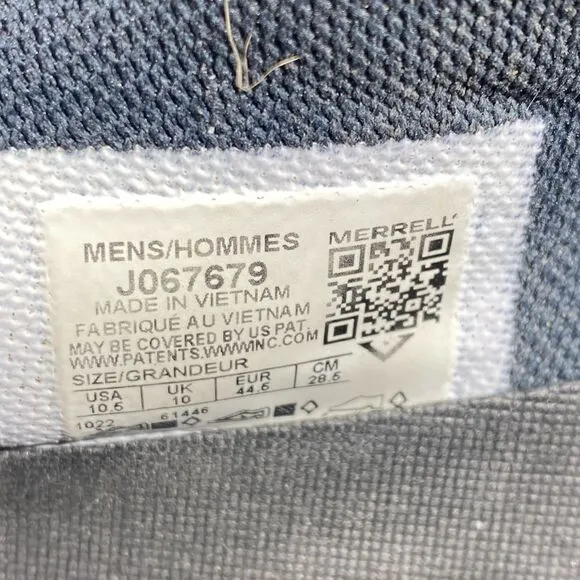 MENS/HOMMES
MERRELL
J067679
MADE IN VIETNAM
FABRIQUÉ AU VIETNAM
MAY BE COVERED BY US PAT.
WWW.PATENTS.WWWINC.COM
SIZE/GRANDEUR
USA UK EUR CM
10.5 10 44.5 28.5
1022 61446